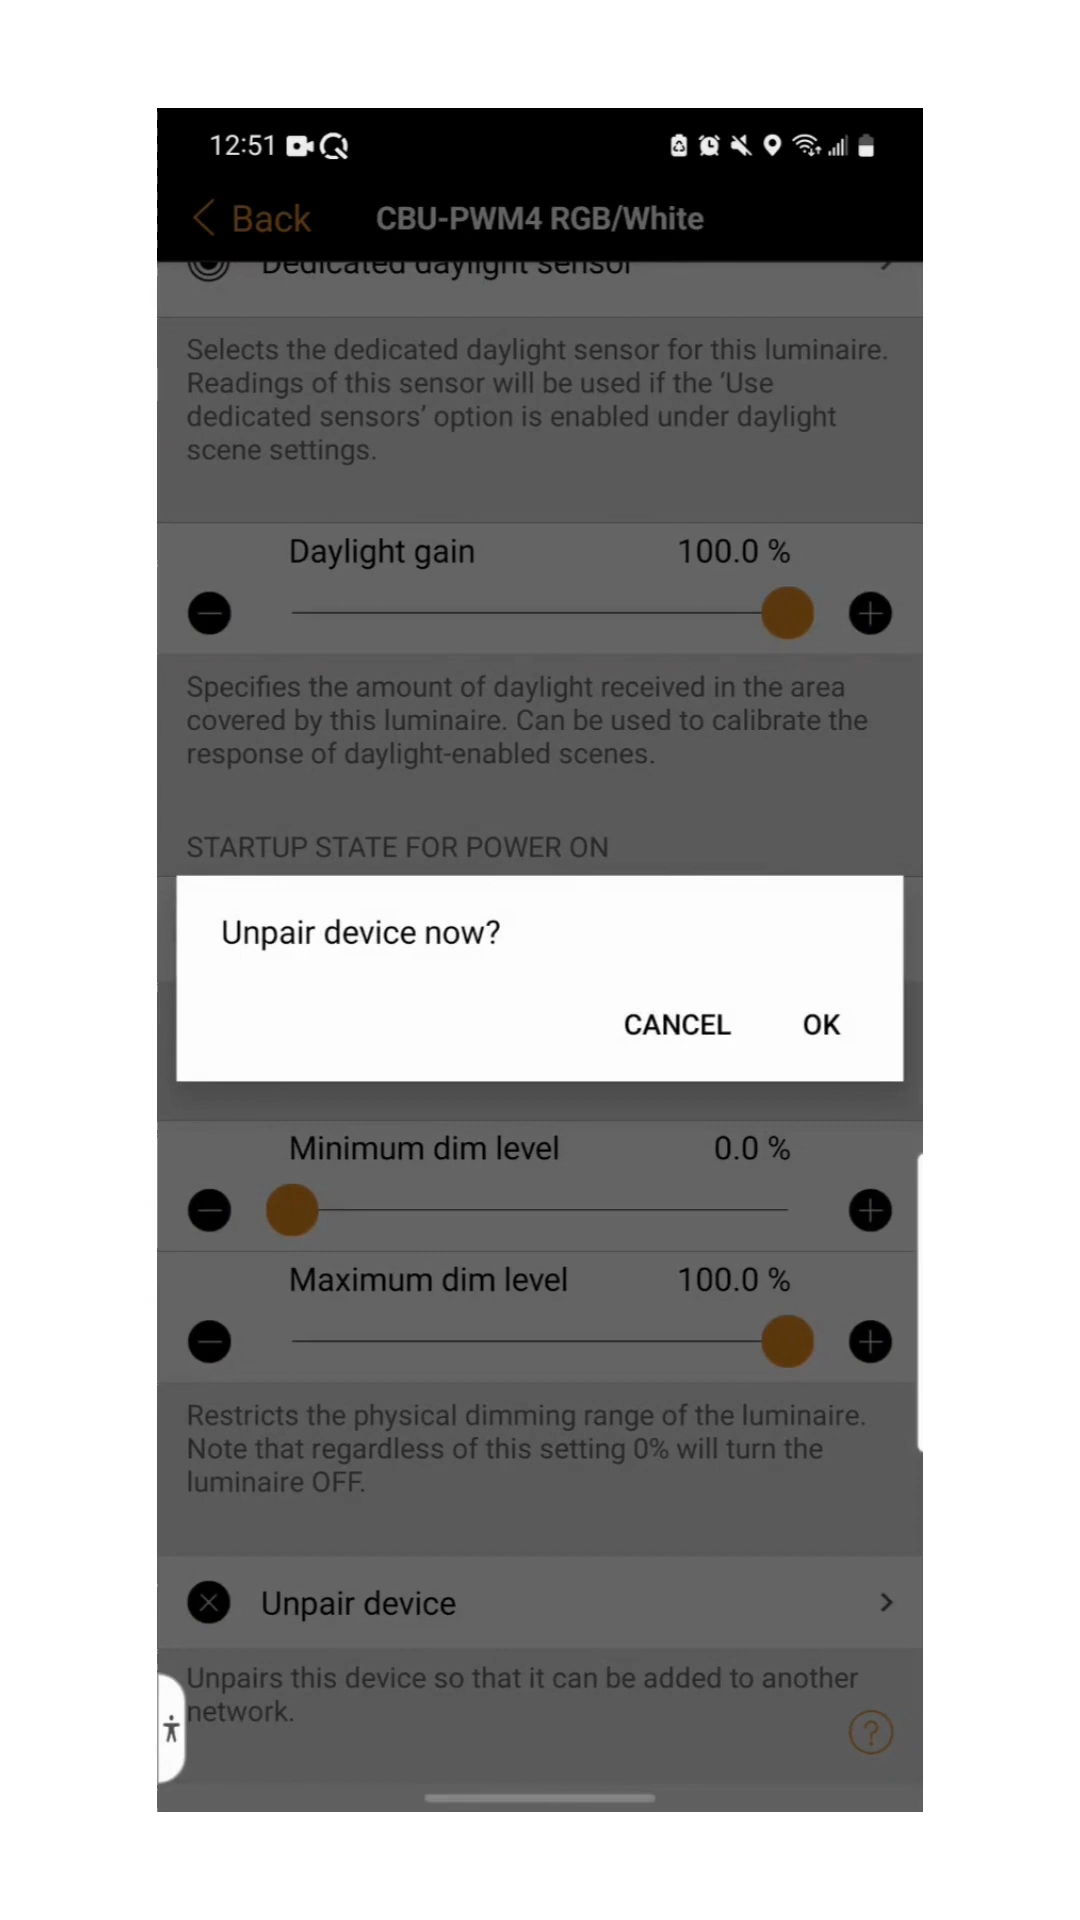 12:51
Back
CBU-PWM4 RGB/White
Dedicated daylight sensor
Selects the dedicated daylight sensor for this luminaire.
Readings of this sensor will be used if the ‘Use
dedicated sensors’ option is enabled under daylight
scene settings.
Daylight gain 100.0 %
Specifies the amount of daylight received in the area
covered by this luminaire. Can be used to calibrate the
response of daylight-enabled scenes.
STARTUP STATE FOR POWER ON
Unpair device now?
CANCEL OK
Minimum dim level 0.0 %
Maximum dim level 100.0 %
Restricts the physical dimming range of the luminaire.
Note that regardless of this setting 0% will turn the
luminaire OFF.
Unpair device
Unpairs this device so that it can be added to another
network.
?